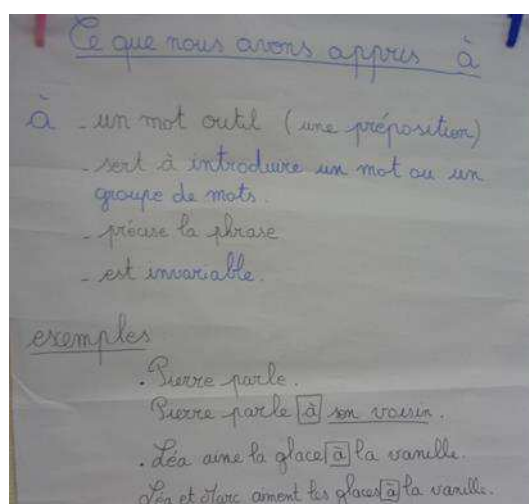 Ce que nous avons appris à
à - un mot outil (une préposition)
- sert à introduire un mot ou un
groupe de mots.
- précise la phrase
- est invariable.
exemples
. Pierre parle.
Pierre parle à son voisin.
. Léa aime la glace à la vanille.
Léa et Marc aiment les glaces à la vanille.